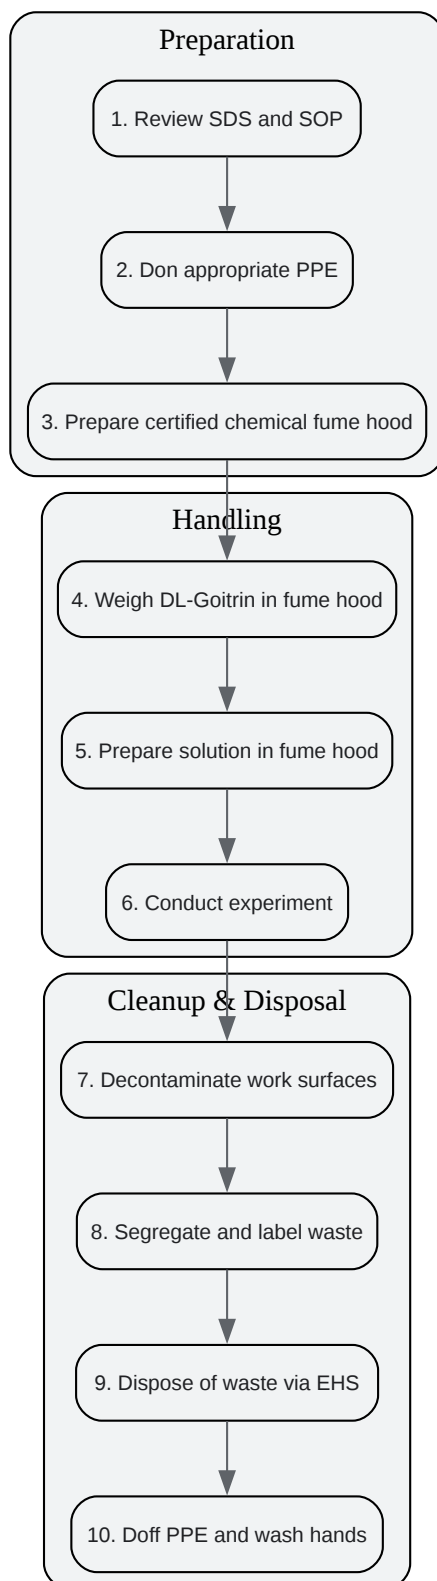 Preparation
1. Review SDS and SOP
2. Don appropriate PPE
3. Prepare certified chemical fume hood
Handling
4. Weigh DL-Goitrin in fume hood
5. Prepare solution in fume hood
6. Conduct experiment
Cleanup & Disposal
7. Decontaminate work surfaces
8. Segregate and label waste
9. Dispose of waste via EHS
10. Doff PPE and wash hands